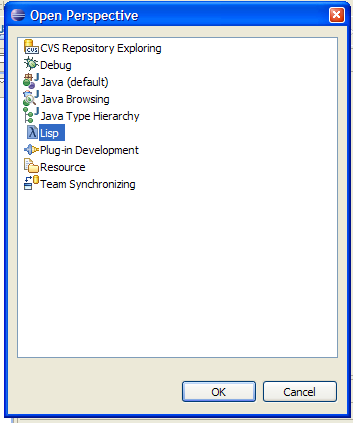 Open Perspective
CVS Repository Exploring
Debug
Java (default)
Java Browsing
Java Type Hierarchy
Lisp
Plug-in Development
Resource
Team Synchronizing
OK
Cancel